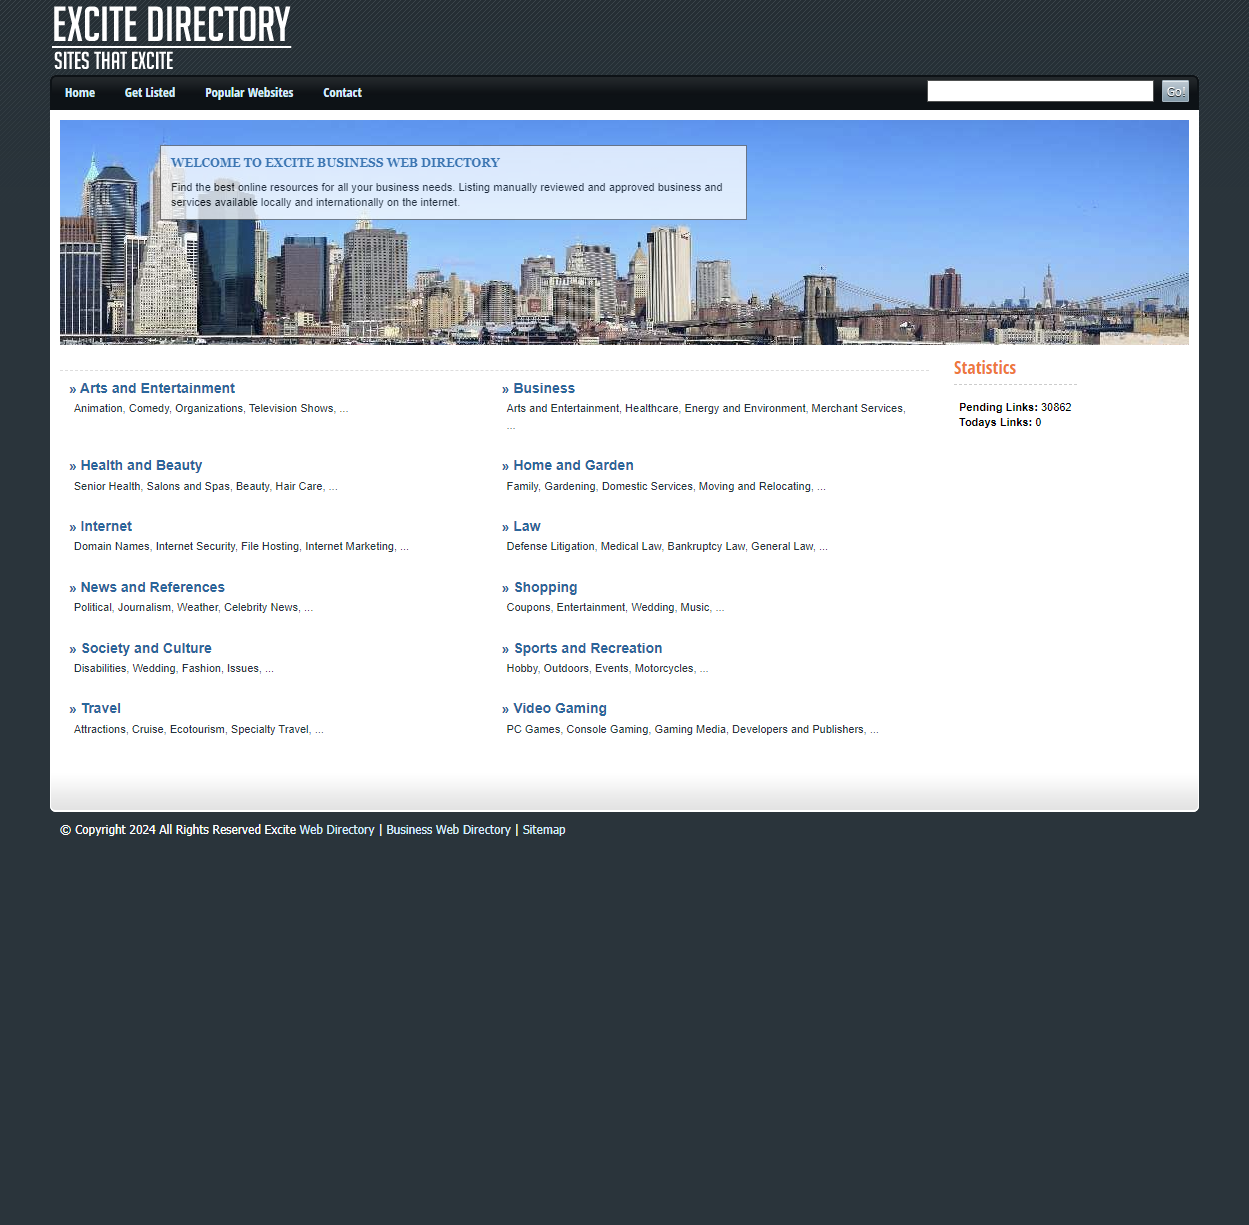 EXCITE DIRECTORY
SITES THAT EXCITE
Home Get Listed Popular Websites Contact Go!
WELCOME TO EXCITE BUSINESS WEB DIRECTORY
Find the best online resources for all your business needs. Listing manually reviewed and approved business and
services available locally and internationally on the internet.
Statistics
Pending Links: 30862
Todays Links: 0
» Arts and Entertainment
Animation, Comedy, Organizations, Television Shows, ...
» Business
Arts and Entertainment, Healthcare, Energy and Environment, Merchant Services,
...
» Health and Beauty
Senior Health, Salons and Spas, Beauty, Hair Care, ...
» Home and Garden
Family, Gardening, Domestic Services, Moving and Relocating, ...
» Internet
Domain Names, Internet Security, File Hosting, Internet Marketing, ...
» Law
Defense Litigation, Medical Law, Bankruptcy Law, General Law, ...
» News and References
Political, Journalism, Weather, Celebrity News, ...
» Shopping
Coupons, Entertainment, Wedding, Music, ...
» Society and Culture
Disabilities, Wedding, Fashion, Issues, ...
» Sports and Recreation
Hobby, Outdoors, Events, Motorcycles, ...
» Travel
Attractions, Cruise, Ecotourism, Specialty Travel, ...
» Video Gaming
PC Games, Console Gaming, Gaming Media, Developers and Publishers, ...
© Copyright 2024 All Rights Reserved Excite Web Directory | Business Web Directory | Sitemap